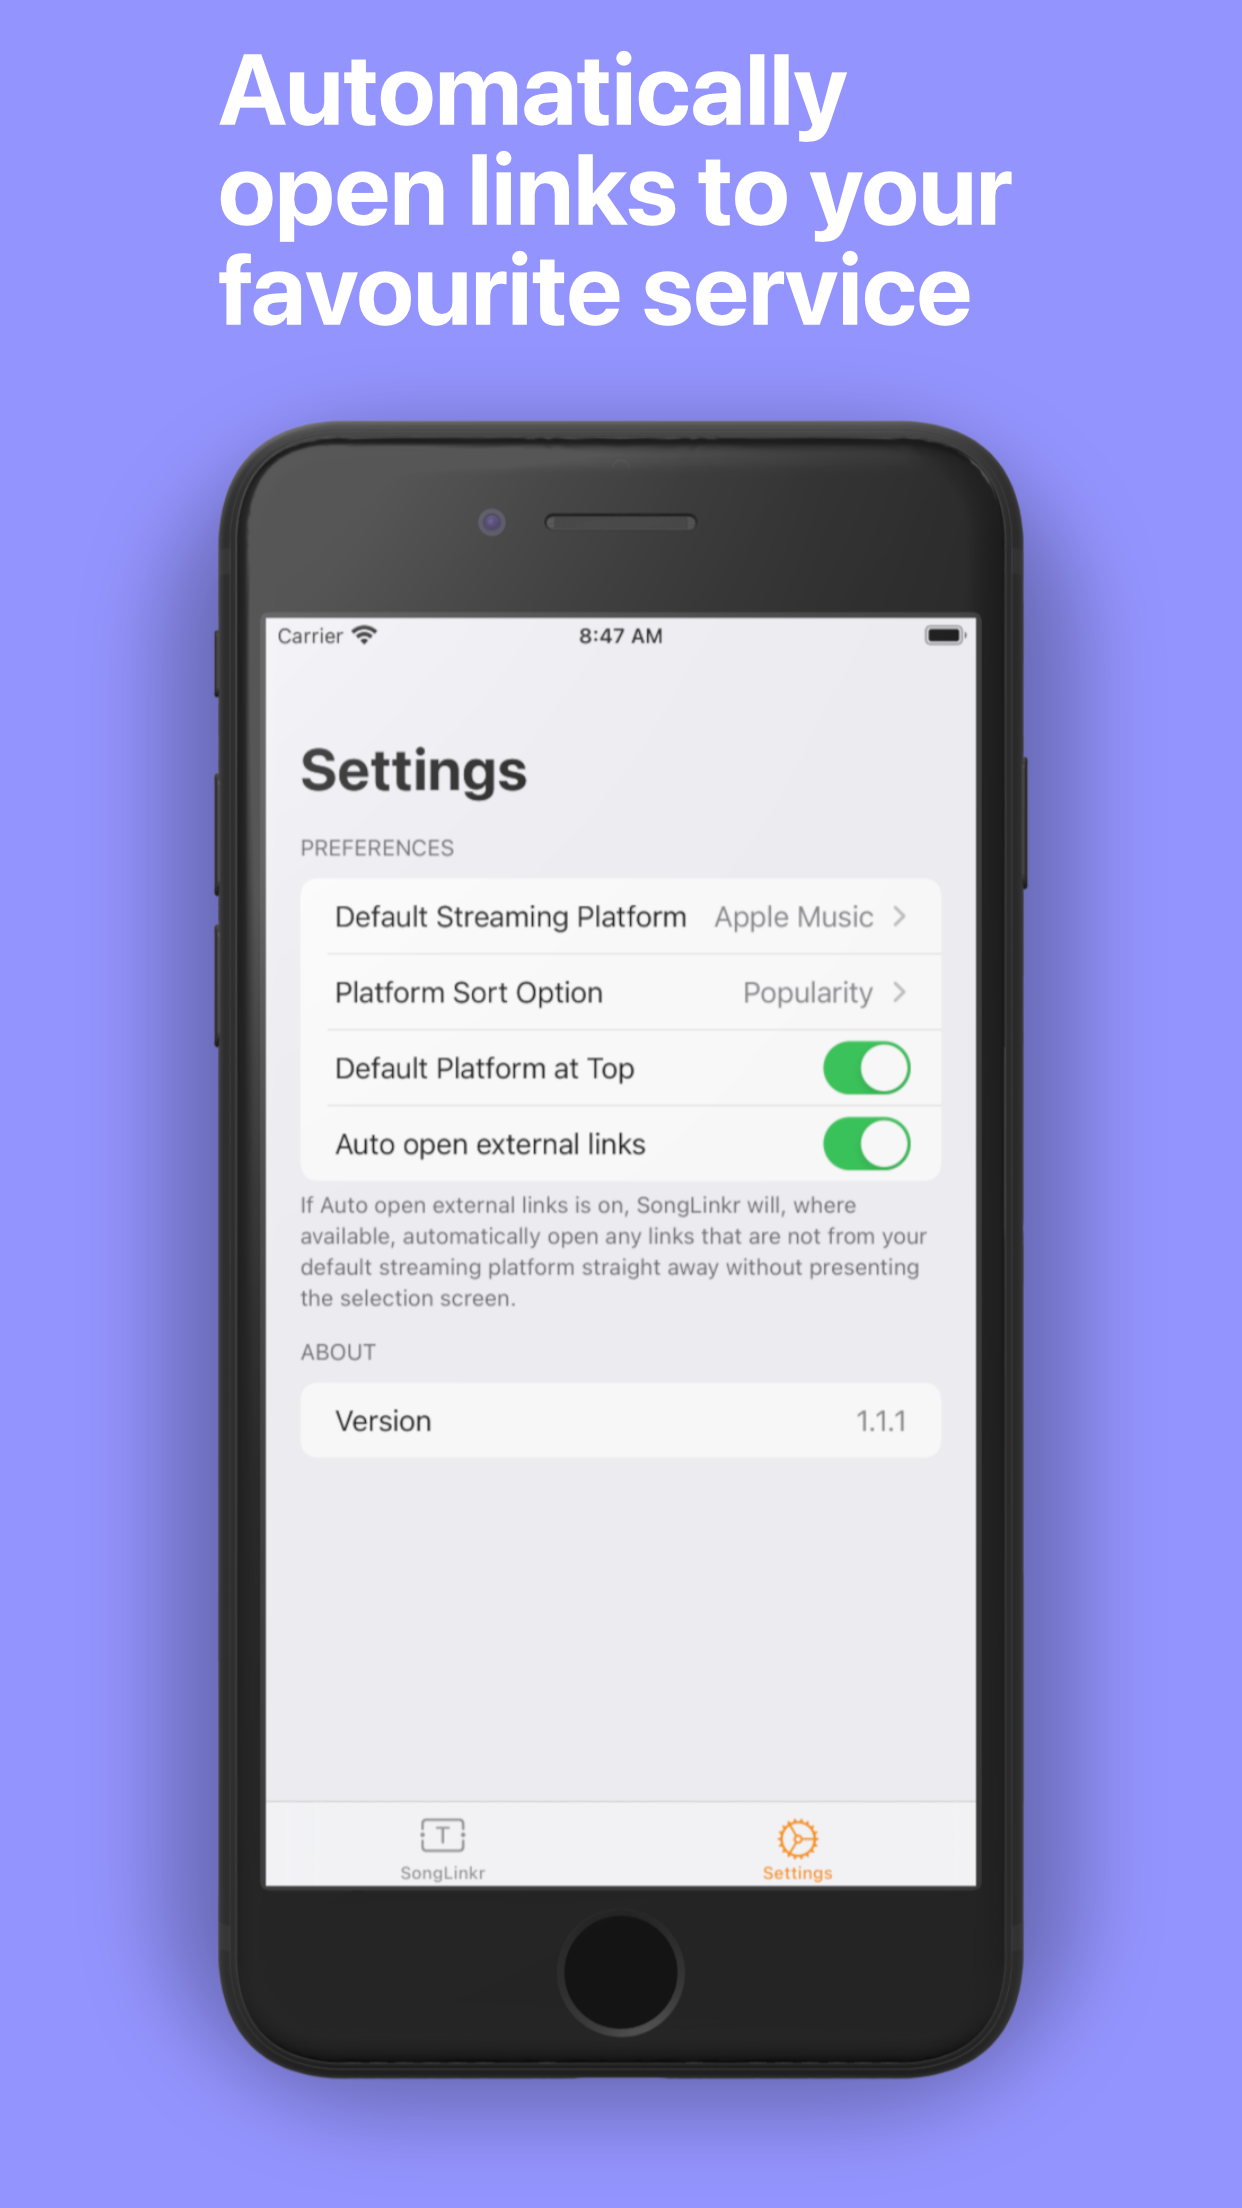 Automatically
open links to your
favourite service
Carrier 8:47 AM
Settings
PREFERENCES
Default Streaming Platform Apple Music
Platform Sort Option Popularity
Default Platform at Top
Auto open external links
If Auto open external links is on, SongLinkr will, where
available, automatically open any links that are not from your
default streaming platform straight away without presenting
the selection screen.
ABOUT
Version 1.1.1
T
SongLinkr Settings